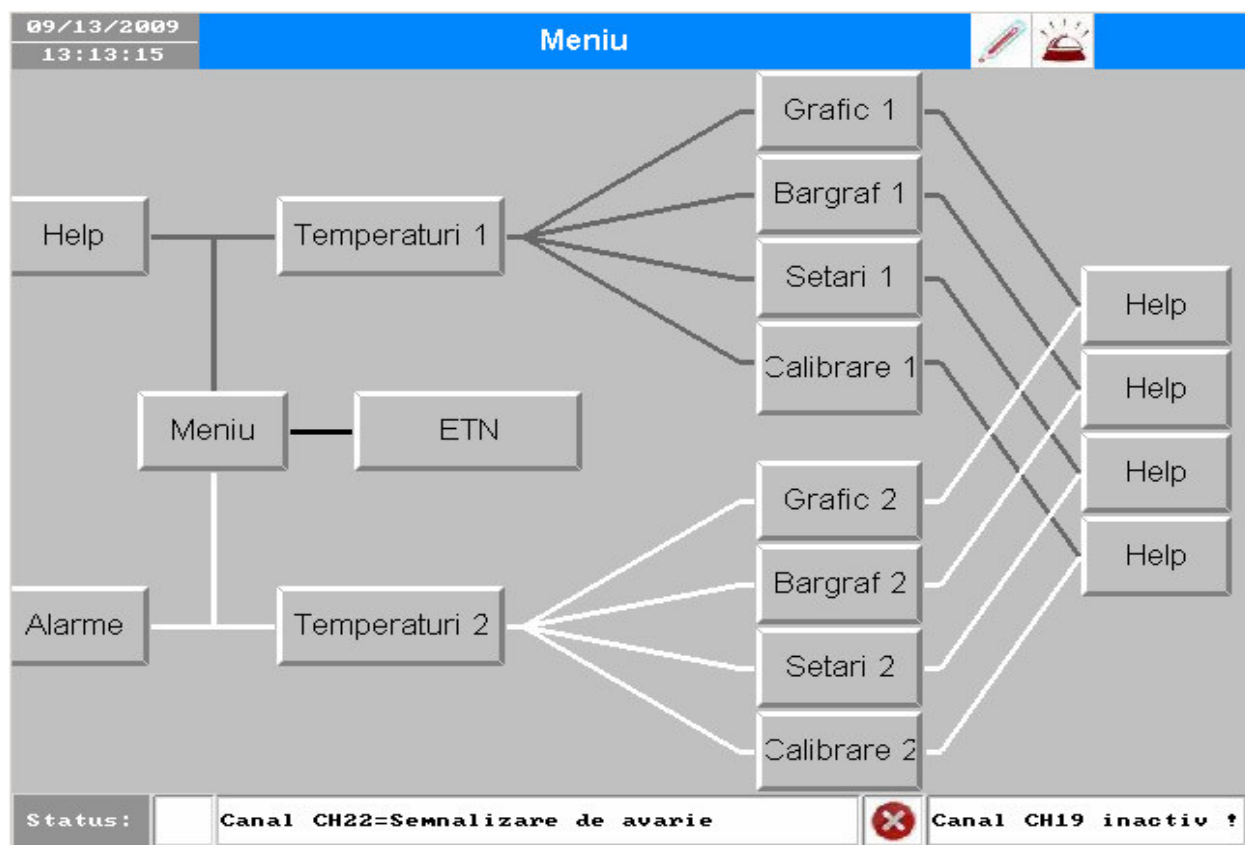 09/13/2009
13:13:15
Meniu
Grafic 1
Bargraf 1
Help
Temperaturi 1
Setari 1
Help
Calibrare 1
Help
Meniu
ETN
Help
Grafic 2
Help
Bargraf 2
Alarme
Temperaturi 2
Setari 2
Calibrare 2
Status:
Canal CH22=Semnalizare de avarie
Canal CH19 inactiv !